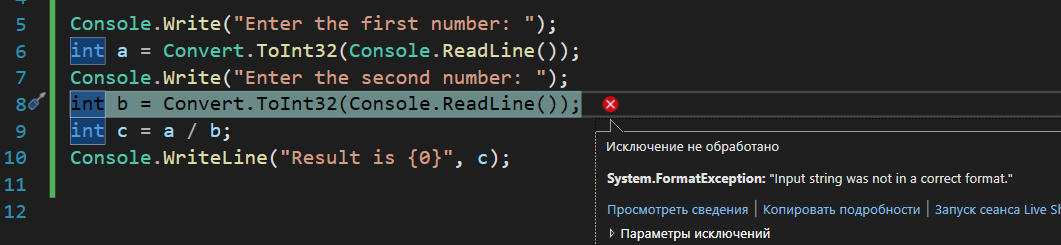 5 Console.Write("Enter the first number: ");
6 int a = Convert.ToInt32(Console.ReadLine());
7 Console.Write("Enter the second number: ");
8 int b = Convert.ToInt32(Console.ReadLine());
9 int c = a / b;
10 Console.WriteLine("Result is {0}", c);
11
12
Исключение не обработано
System.FormatException: "Input string was not in a correct format."
Просмотреть сведения | Копировать подробности | Запуск сеанса Live
Параметры исключений